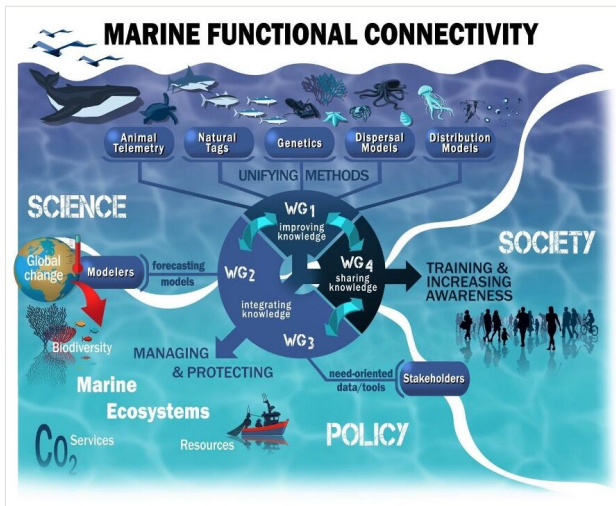 MARINE FUNCTIONAL CONNECTIVITY
Animal
Telemetry
Natural
Tags
Genetics
Dispersal
Models
Distribution
Models
UNIFYING METHODS
SCIENCE
WG1
improving
knowledge
SOCIETY
Global
change
Modelers
forecasting
models
WG2
integrating
knowledge
WG4
sharing
knowledge
TRAINING &
INCREASING
AWARENESS
WG3
Biodiversity
MANAGING
& PROTECTING
need-oriented
data/tools
Stakeholders
Marine
Ecosystems
CO2
Services
Resources
POLICY